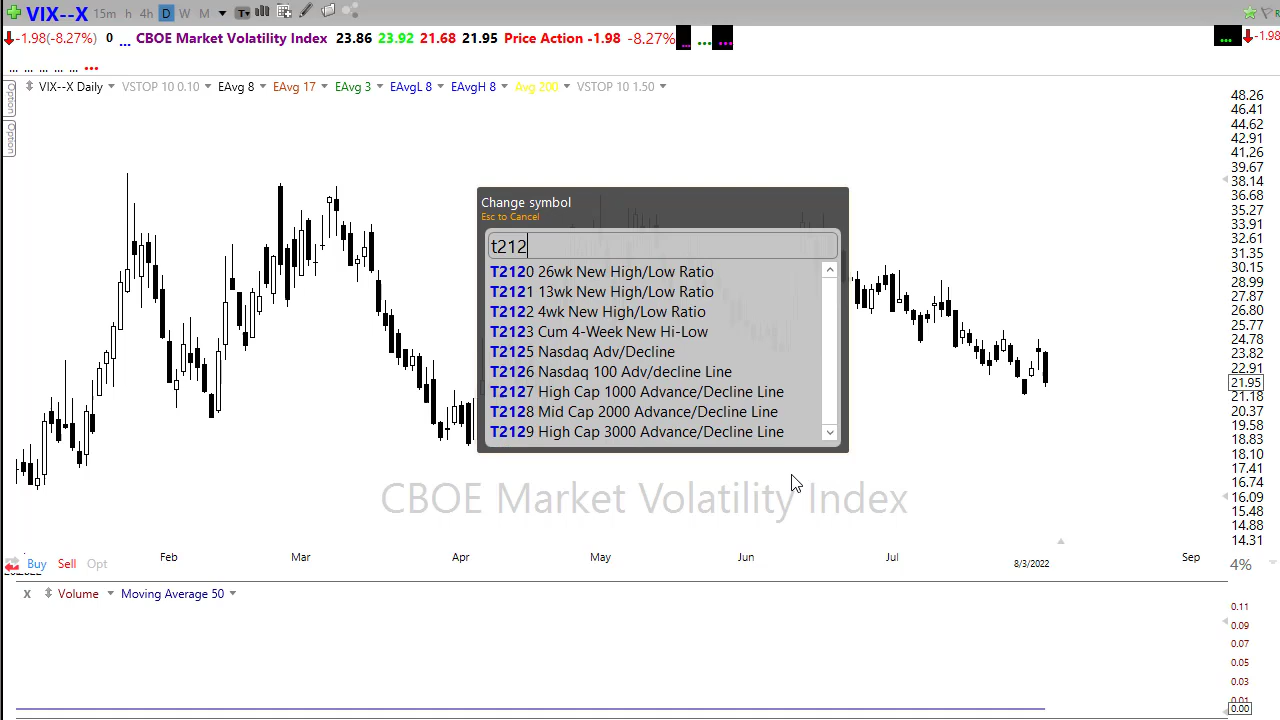 VIX--X 15m h 4h D W M T
-1.98(-8.27%) 0 ... CBOE Market Volatility Index 23.86 23.92 21.68 21.95 Price Action -1.98 -8.27% ... ... ... ... -1.98
... ... ... ... ... ...
Option
Option
VIX--X Daily VSTOP 10 0.10 EAvg 8 EAvg 17 EAvg 3 EAvgL 8 EAvgH 8 Avg 200 VSTOP 10 1.50
48.26
46.41
44.62
42.91
41.26
39.67
38.14
36.68
35.27
33.91
32.61
31.35
30.15
28.99
27.87
26.80
25.77
24.78
23.82
22.91
21.95
21.18
20.37
19.58
18.83
18.10
17.41
16.74
16.09
15.48
14.88
14.31
Change symbol
Esc to Cancel
t212
T2120 26wk New High/Low Ratio
T2121 13wk New High/Low Ratio
T2122 4wk New High/Low Ratio
T2123 Cum 4-Week New Hi-Low
T2125 Nasdaq Adv/Decline
T2126 Nasdaq 100 Adv/decline Line
T2127 High Cap 1000 Advance/Decline Line
T2128 Mid Cap 2000 Advance/Decline Line
T2129 High Cap 3000 Advance/Decline Line
CBOE Market Volatility Index
Feb Mar Apr May Jun Jul 8/3/2022 Sep
Buy Sell Opt 4%
X Volume Moving Average 50
0.11
0.09
0.07
0.05
0.03
0.01
0.00